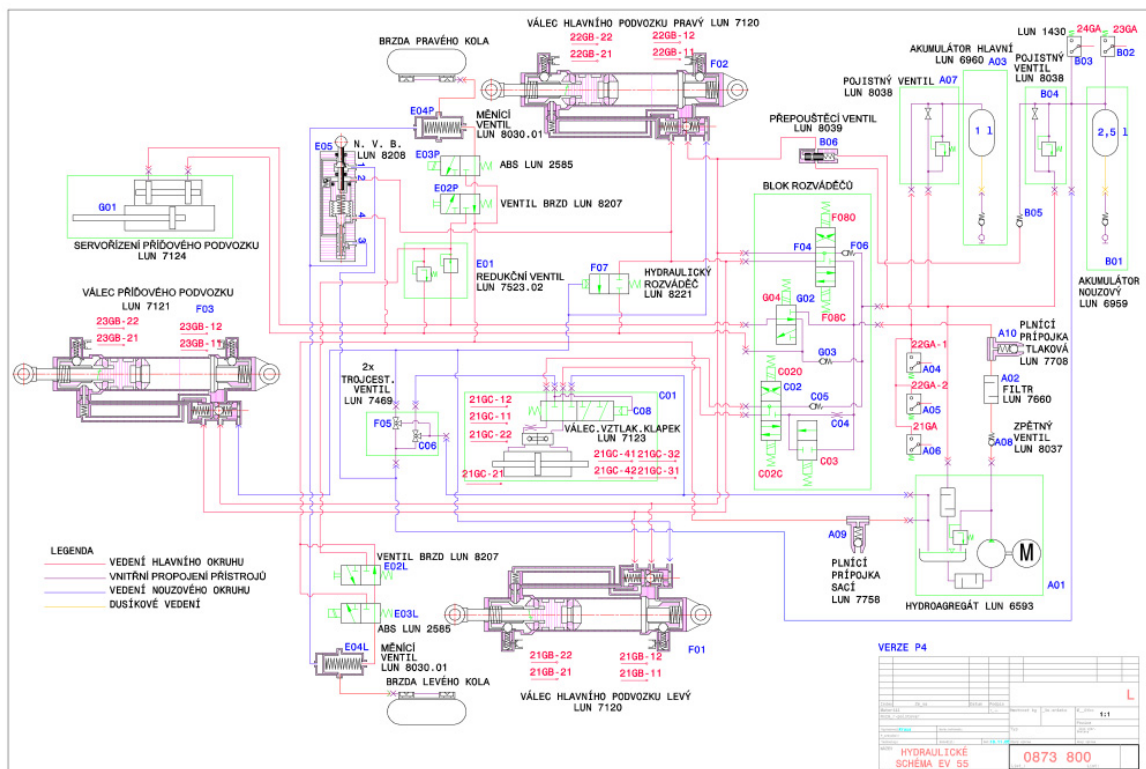 VÁLEC HLAVNÍHO PODVOZKU PRAVÝ LUN 7120
22GB-22
22GB-12
22GB-21
22GB-11
F02
BRZDA PRAVÉHO KOLA
E04P
MĚNÍCÍ
VENTIL
LUN 8030.01
E05
N. V. B.
LUN 8208
1
2
4
3
E03P
ABS LUN 2585
E02P
VENTIL BRZD LUN 8207
G01
SERVOŘÍZENÍ PŘÍĎOVÉHO PODVOZKU
LUN 7124
E01
REDUKČNÍ VENTIL
LUN 7523.02
F07
HYDRAULICKÝ
ROZVÁDĚČ
LUN 8221
LUN 1430
24GA
23GA
B03
B02
AKUMULÁTOR HLAVNÍ
LUN 6960
A03
POJISTNÝ VENTIL
LUN 8038
A07
POJISTNÝ
VENTIL
LUN 8038
B04
1 l
2,5 l
PŘEPOUŠTĚCÍ VENTIL
LUN 8039
B06
B05
B01
AKUMULÁTOR
NOUZOVÝ
LUN 6959
BLOK ROZVÁDĚČŮ
F08O
F04
F06
G04
G02
F08C
G03
C02O
C02
C05
C04
C03
C02C
VÁLEC PŘÍĎOVÉHO PODVOZKU
LUN 7121
F03
23GB-22
23GB-12
23GB-21
23GB-11
2x
TROJCEST.
VENTIL
LUN 7469
F05
C06
21GC-12
21GC-11
21GC-22
21GC-21
C01
C08
VÁLEC.VZTLAK.KLAPEK
LUN 7123
21GC-41
21GC-32
21GC-42
21GC-31
22GA-1
A04
22GA-2
A05
21GA
A06
PLNÍCÍ
PŘÍPOJKA
TLAKOVÁ
LUN 7708
A10
A02
FILTR
LUN 7660
ZPĚTNÝ
VENTIL
LUN 8037
A08
A09
PLNÍCÍ
PŘÍPOJKA
SACÍ
LUN 7758
M
A01
HYDROAGREGÁT LUN 6593
LEGENDA
VEDENÍ HLAVNÍHO OKRUHU
VNITŘNÍ PROPOJENÍ PŘÍSTROJŮ
VEDENÍ NOUZOVÉHO OKRUHU
DUSÍKOVÉ VEDENÍ
VENTIL BRZD LUN 8207
E02L
E03L
ABS LUN 2585
E04L
MĚNÍCÍ
VENTIL
LUN 8030.01
BRZDA LEVÉHO KOLA
F01
21GB-22
21GB-12
21GB-21
21GB-11
VÁLEC HLAVNÍHO PODVOZKU LEVÝ
LUN 7120
VERZE P4
L
1:1
HYDRAULICKÉ
SCHÉMA EV 55
0873 800